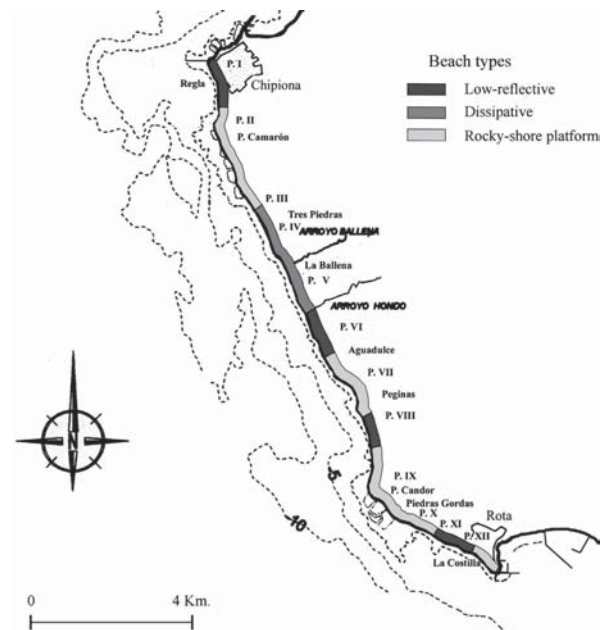 P. I
Regla
Chipiona
Beach types
Low-reflective
Dissipative
Rocky-shore platform
P. II
P. Camarón
P. III
Tres Piedras
P. IV
ARROYO BALLENA
La Ballena
P. V
ARROYO HONDO
P. VI
Aguadulce
P. VII
Peginas
P. VIII
N
-5
-10
P. IX
P. Candor
Piedras Gordas
P. X
P. XI
Rota
P. XII
La Costilla
0
4 Km.